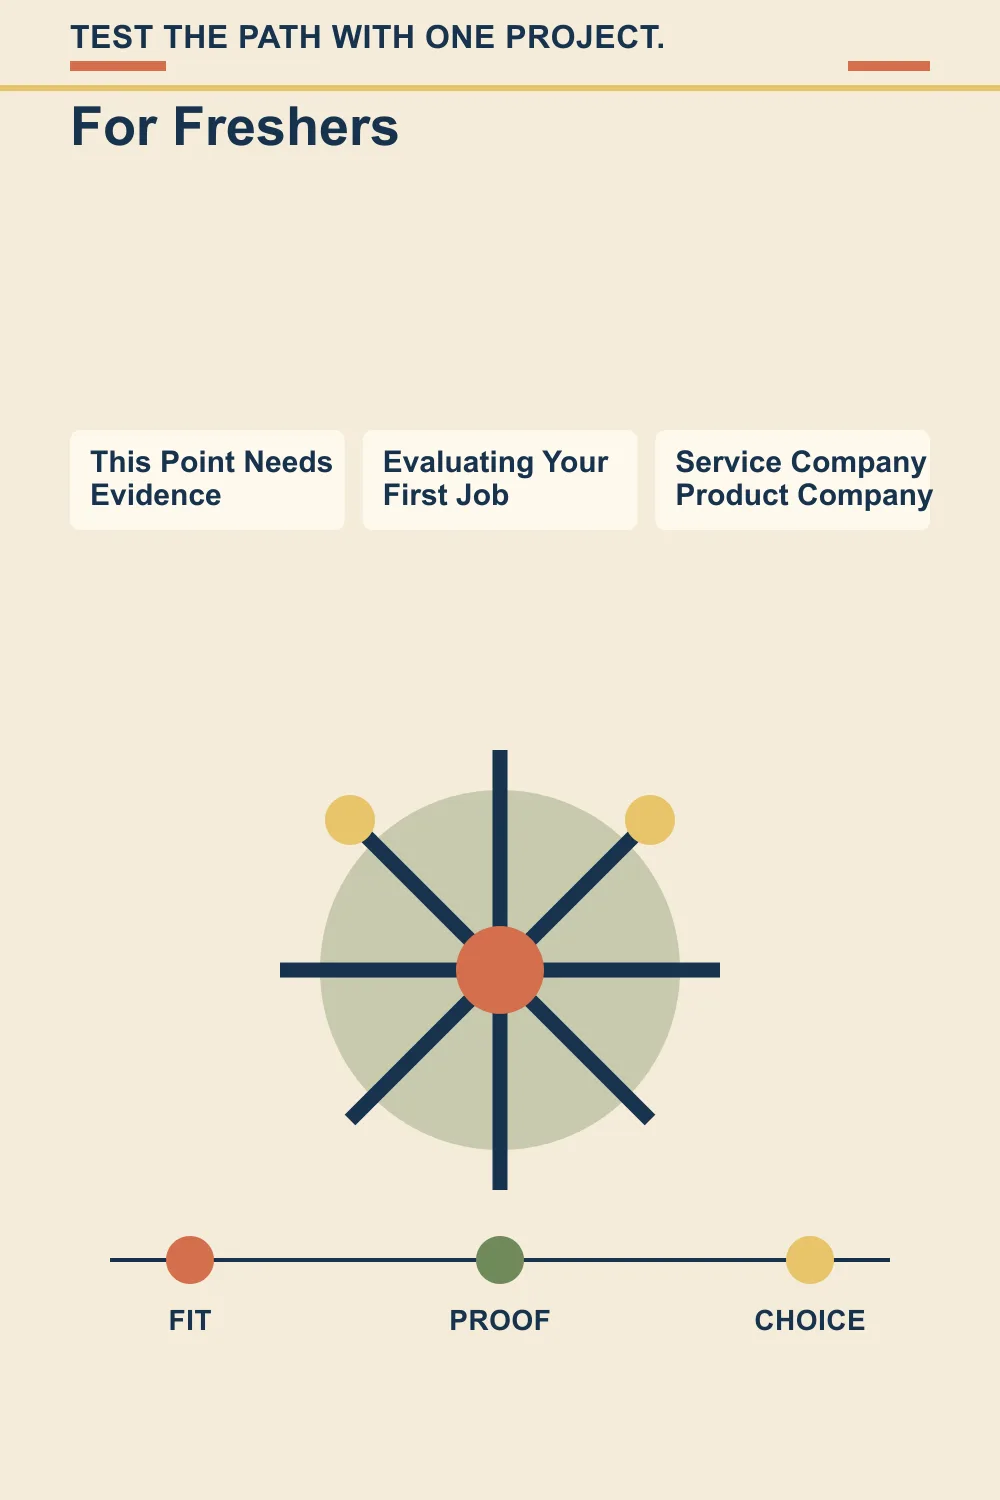 TEST THE PATH WITH ONE PROJECT.
For Freshers
This Point Needs
Evidence
Evaluating Your
First Job
Service Company
Product Company
FIT
PROOF
CHOICE